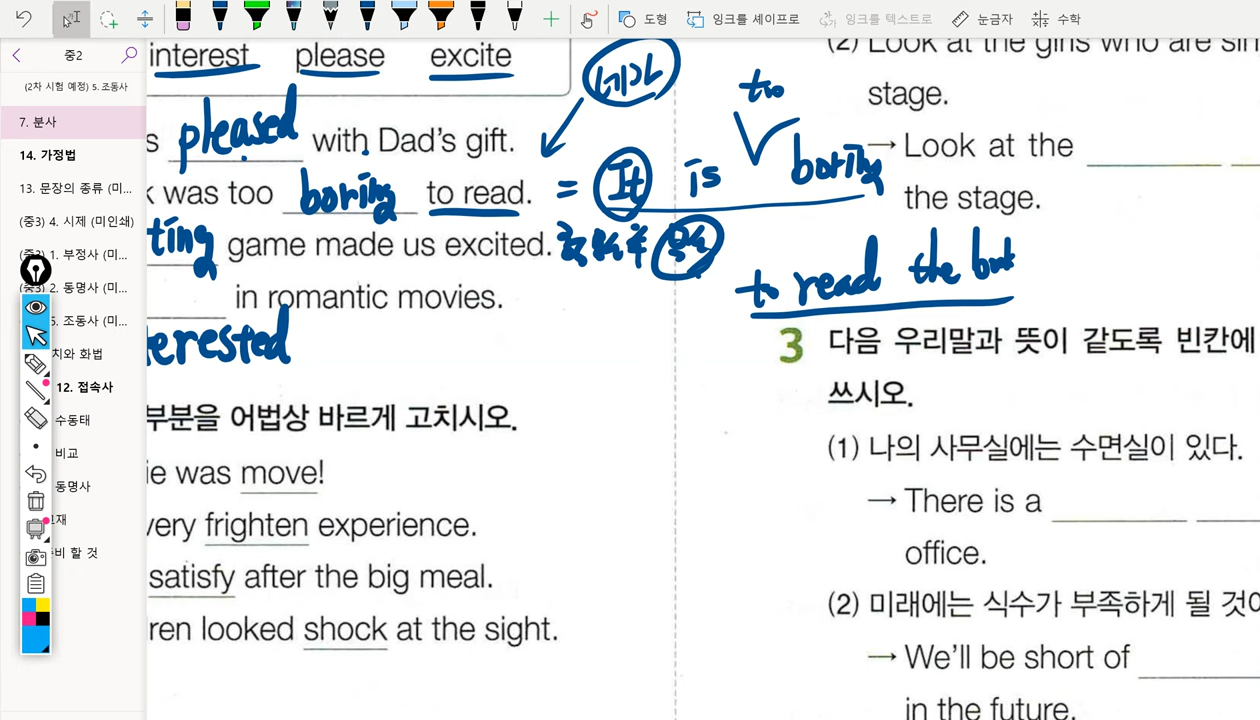 도형
잉크를 셰이프로
잉크를 텍스트로
눈금자
수학
중2
(2차 시험 예정) 5. 조동사
7. 분사
14. 가정법
13. 문장의 종류 (미...
(중3) 4. 시제 (미인쇄)
1. 부정사 (미...
2. 동명사 (미...
5. 조동사 (미...
치와 화법
12. 접속사
수동태
비교
동명사
비 할 것
interest please excite
s pleased with Dad's gift.
k was too boring to read.
ting game made us excited.
in romantic movies.
erested
부분을 어법상 바르게 고치시오.
ie was move!
very frighten experience.
satisfy after the big meal.
ren looked shock at the sight.
= It is too boring
to read the
(2) Look at the girls who are sin
stage.
→ Look at the
the stage.
3 다음 우리말과 뜻이 같도록 빈칸에
쓰시오.
(1) 나의 사무실에는 수면실이 있다.
→ There is a
office.
(2) 미래에는 식수가 부족하게 될 것
→ We'll be short of
in the future.